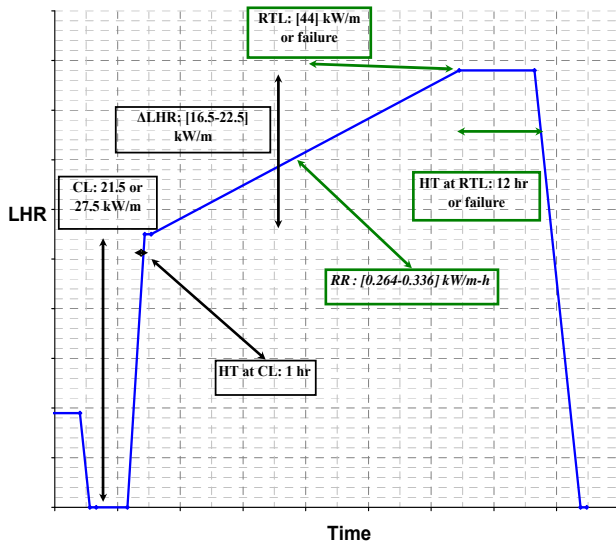 RTL: [44] kW/m
or failure
ΔLHR: [16.5-22.5]
kW/m
CL: 21.5 or
27.5 kW/m
LHR
HT at RTL: 12 hr
or failure
RR : [0.264-0.336] kW/m-h
HT at CL: 1 hr
Time